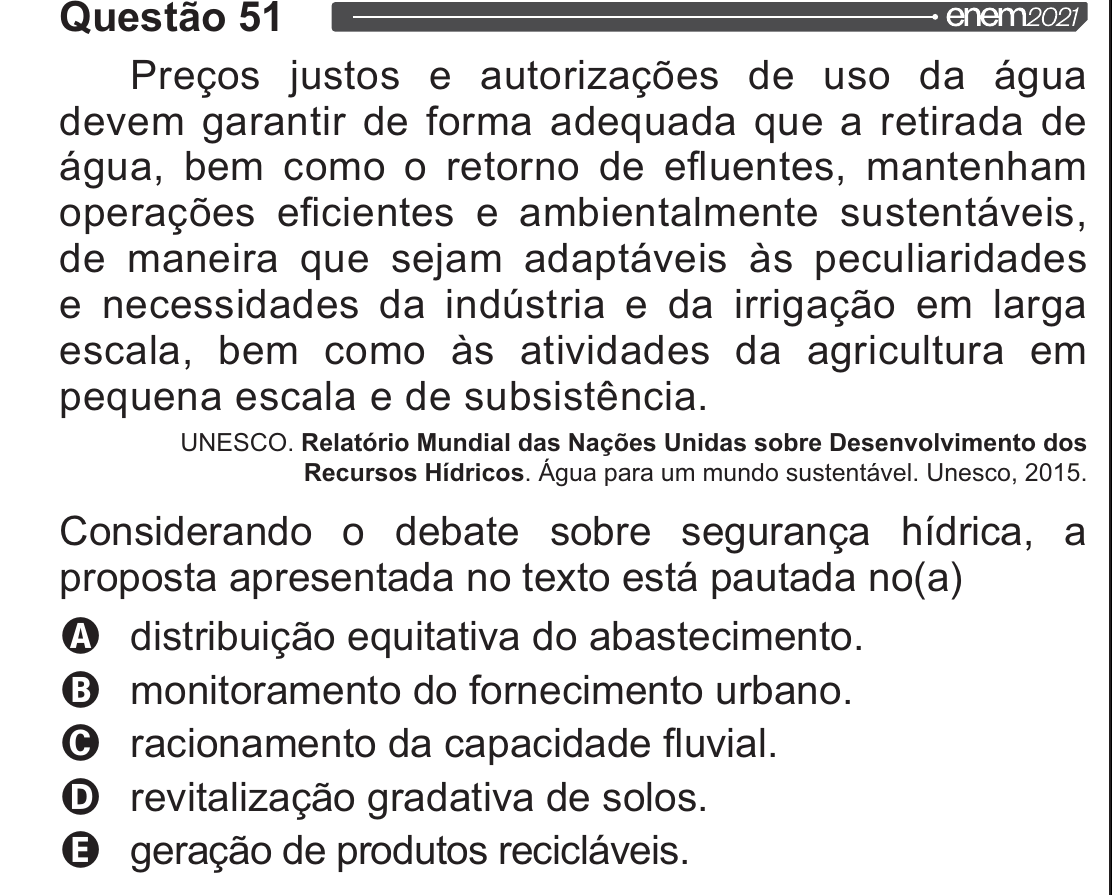 Questão 51
enem2021
Preços justos e autorizações de uso da água
devem garantir de forma adequada que a retirada de
água, bem como o retorno de efluentes, mantenham
operações eficientes e ambientalmente sustentáveis,
de maneira que sejam adaptáveis às peculiaridades
e necessidades da indústria e da irrigação em larga
escala, bem como às atividades da agricultura em
pequena escala e de subsistência.
UNESCO. Relatório Mundial das Nações Unidas sobre Desenvolvimento dos
Recursos Hídricos. Água para um mundo sustentável. Unesco, 2015.
Considerando o debate sobre segurança hídrica, a
proposta apresentada no texto está pautada no(a)
A distribuição equitativa do abastecimento.
B monitoramento do fornecimento urbano.
C racionamento da capacidade fluvial.
D revitalização gradativa de solos.
E geração de produtos recicláveis.